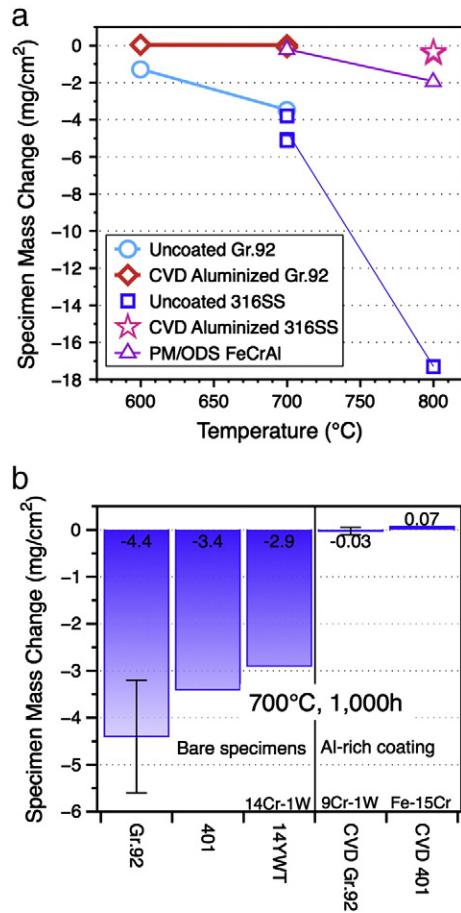 a
Specimen Mass Change (mg/cm²)
0
−2
−4
−6
−8
−10
−12
−14
−16
−18
Uncoated Gr.92
CVD Aluminized Gr.92
Uncoated 316SS
CVD Aluminized 316SS
PM/ODS FeCrAl
600 650 700 750 800
Temperature (°C)
b
Specimen Mass Change (mg/cm²)
0
−1
−2
−3
−4
−5
−6
-4.4 -3.4 -2.9 -0.03 0.07
700°C, 1,000h
Bare specimens Al-rich coating
14Cr-1W 9Cr-1W Fe-15Cr
Gr.92 401 14YWT CVD Gr.92 CVD 401